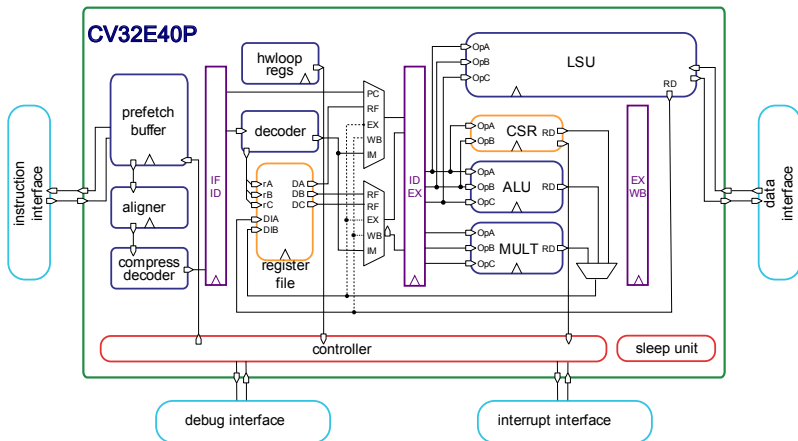 CV32E40P
instruction
interface
prefetch
buffer
aligner
compress
decoder
IF
ID
hwloop
regs
decoder
rA
rB
rC
DIA
DIB
DA
DB
DC
register
file
PC
RF
EX
WB
IM
RF
RF
EX
WB
IM
ID
EX
OpA
OpB
OpC
LSU
RD
OpA
OpB
CSR
RD
OpA
OpB
OpC
ALU
RD
OpA
OpB
OpC
MULT
RD
EX
WB
data
interface
controller
sleep unit
debug interface
interrupt interface